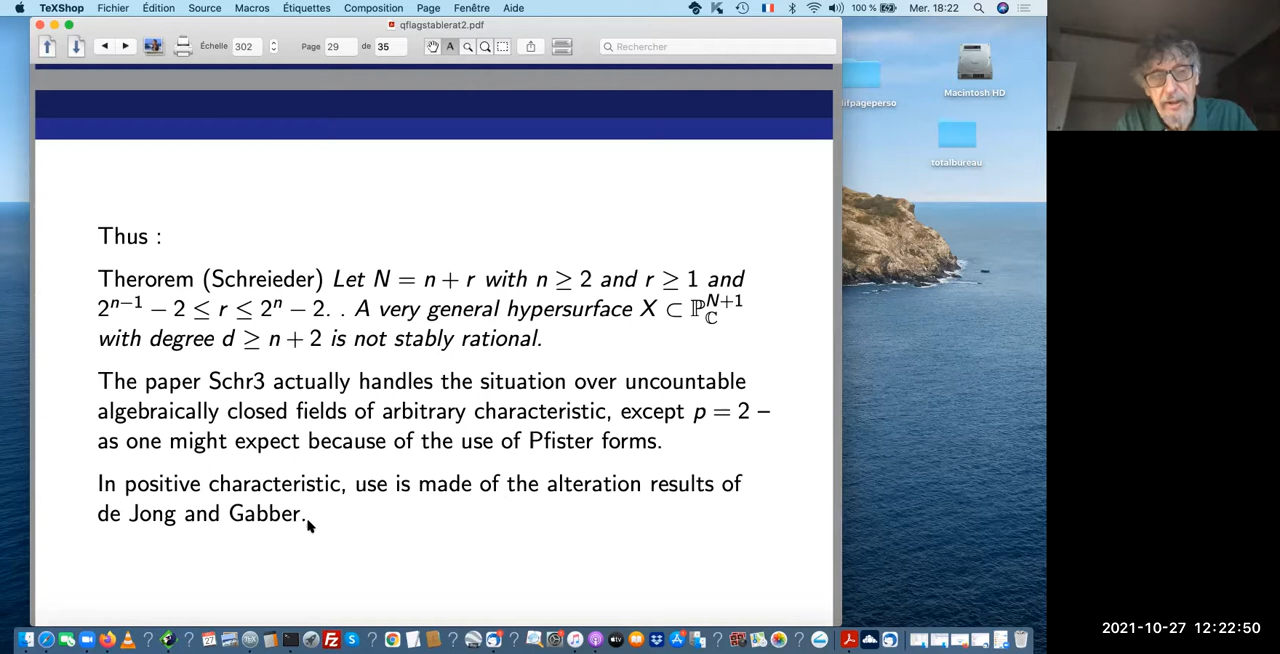 TeXShop Fichier Édition Source Macros Étiquettes Composition Page Fenêtre Aide 100 % Mer. 18:22
qflagstablerat2.pdf
Échelle 302 Page 29 de 35 Rechercher
ifpageperso
Macintosh HD
totalbureau
Thus :
Therorem (Schreieder) Let N = n + r with n ≥ 2 and r ≥ 1 and
2^{n−1} − 2 ≤ r ≤ 2^n − 2. . A very general hypersurface X ⊂ ℙ_ℂ^{N+1}
with degree d ≥ n + 2 is not stably rational.
The paper Schr3 actually handles the situation over uncountable
algebraically closed fields of arbitrary characteristic, except p = 2 –
as one might expect because of the use of Pfister forms.
In positive characteristic, use is made of the alteration results of
de Jong and Gabber.
2021-10-27 12:22:50